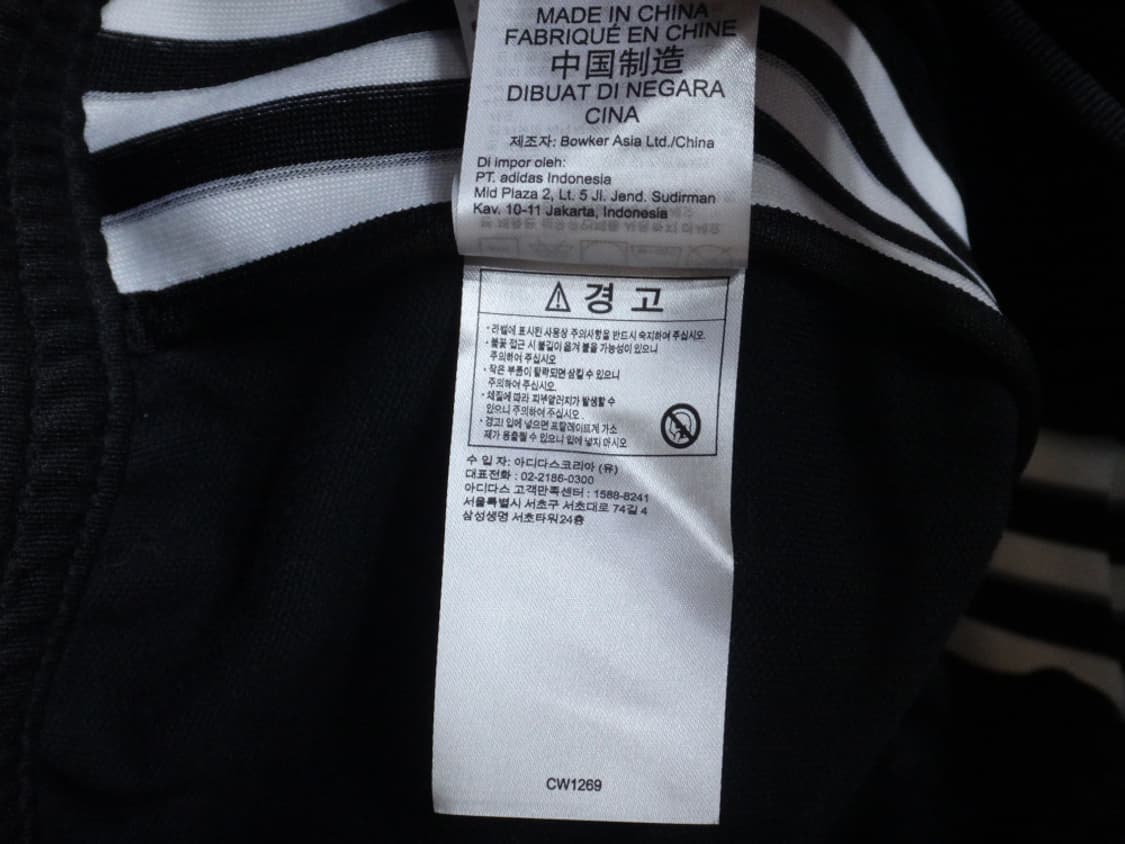 MADE IN CHINA
FABRIQUÉ EN CHINE
中国制造
DIBUAT DI NEGARA
CINA
제조자: Bowker Asia Ltd./China
Di impor oleh:
PT. adidas Indonesia
Mid Plaza 2, Lt. 5 Jl. Jend. Sudirman
Kav. 10-11 Jakarta, Indonesia
⚠ 경 고
· 라벨에 표시된 사용상 주의사항을 반드시 숙지하여 주십시오.
· 불꽃 접근 시 불길이 옮겨 붙을 가능성이 있으니
주의하여 주십시오
· 작은 부품이 탈락되면 삼킬 수 있으니
주의하여 주십시오.
· 체질에 따라 피부알러지가 발생할 수
있으니 주의하여 주십시오.
· 경고! 입에 넣으면 프탈레이트계 가소
제가 용출될 수 있으니 입에 넣지 마시오
수 입 자: 아디다스코리아 (유)
대표전화 : 02-2186-0300
아디다스 고객만족센터 : 1588-8241
서울특별시 서초구 서초대로 74길 4
삼성생명 서초타워24층
CW1269